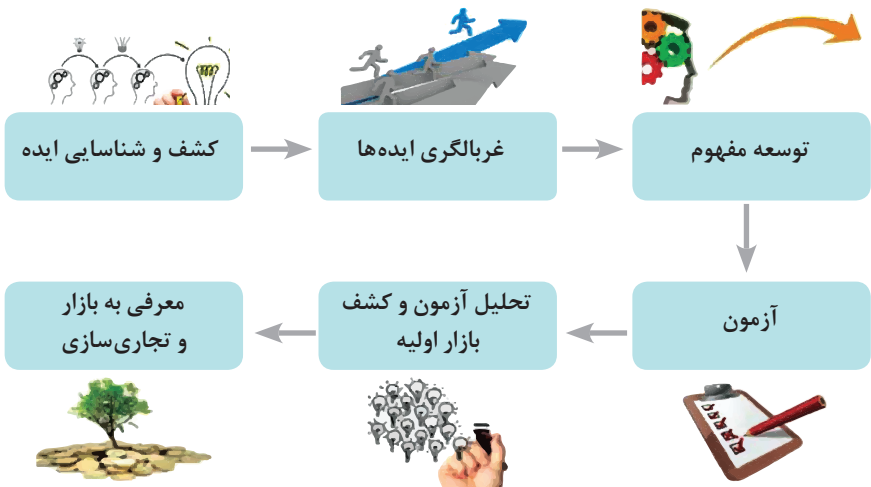 کشف و شناسایی ایده
غربالگری ایده‌ها
توسعه مفهوم
آزمون
تحلیل آزمون و کشف
بازار اولیه
معرفی به بازار
و تجاری‌سازی